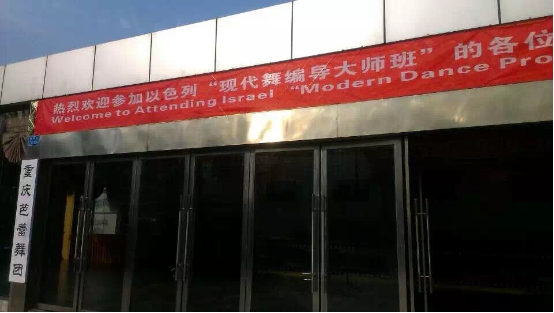 热烈欢迎参加以色列“现代舞编导大师班”的各位
Welcome to Attending Israel "Modern Dance Pro
重庆芭蕾舞团